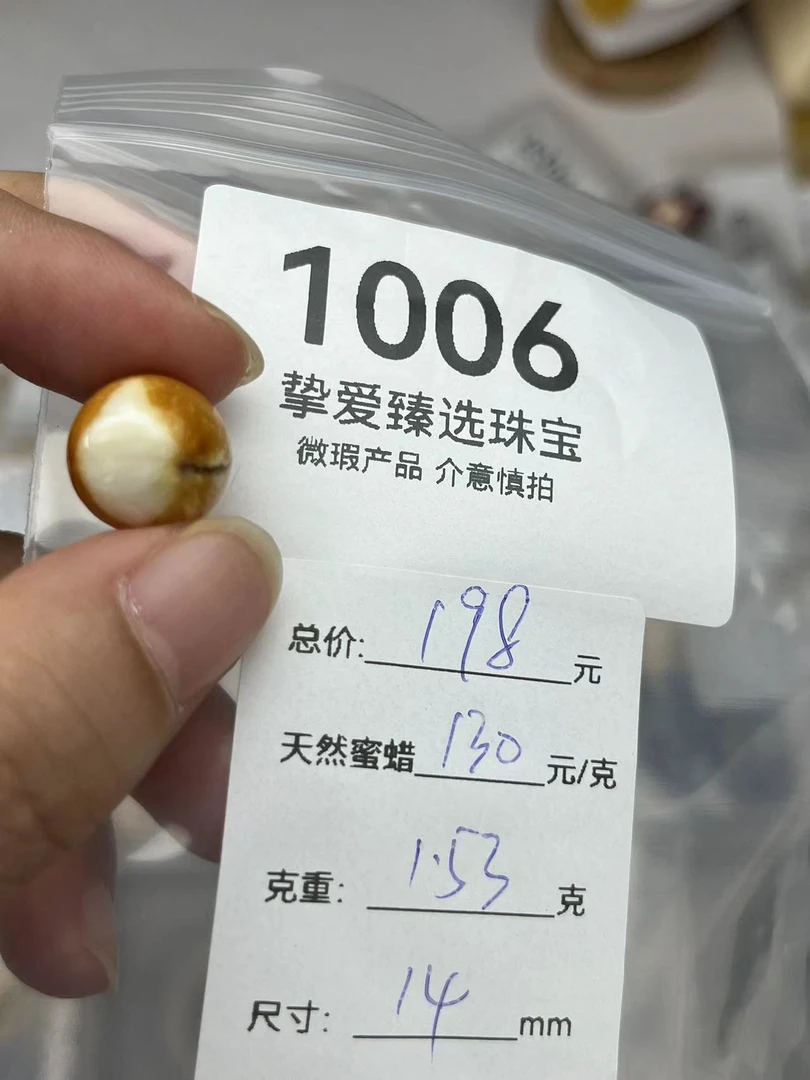 1006
挚爱臻选珠宝
微瑕产品 介意慎拍
总价: 198 元
天然蜜蜡 130 元/克
克重: 1.53 克
尺寸: 14 mm